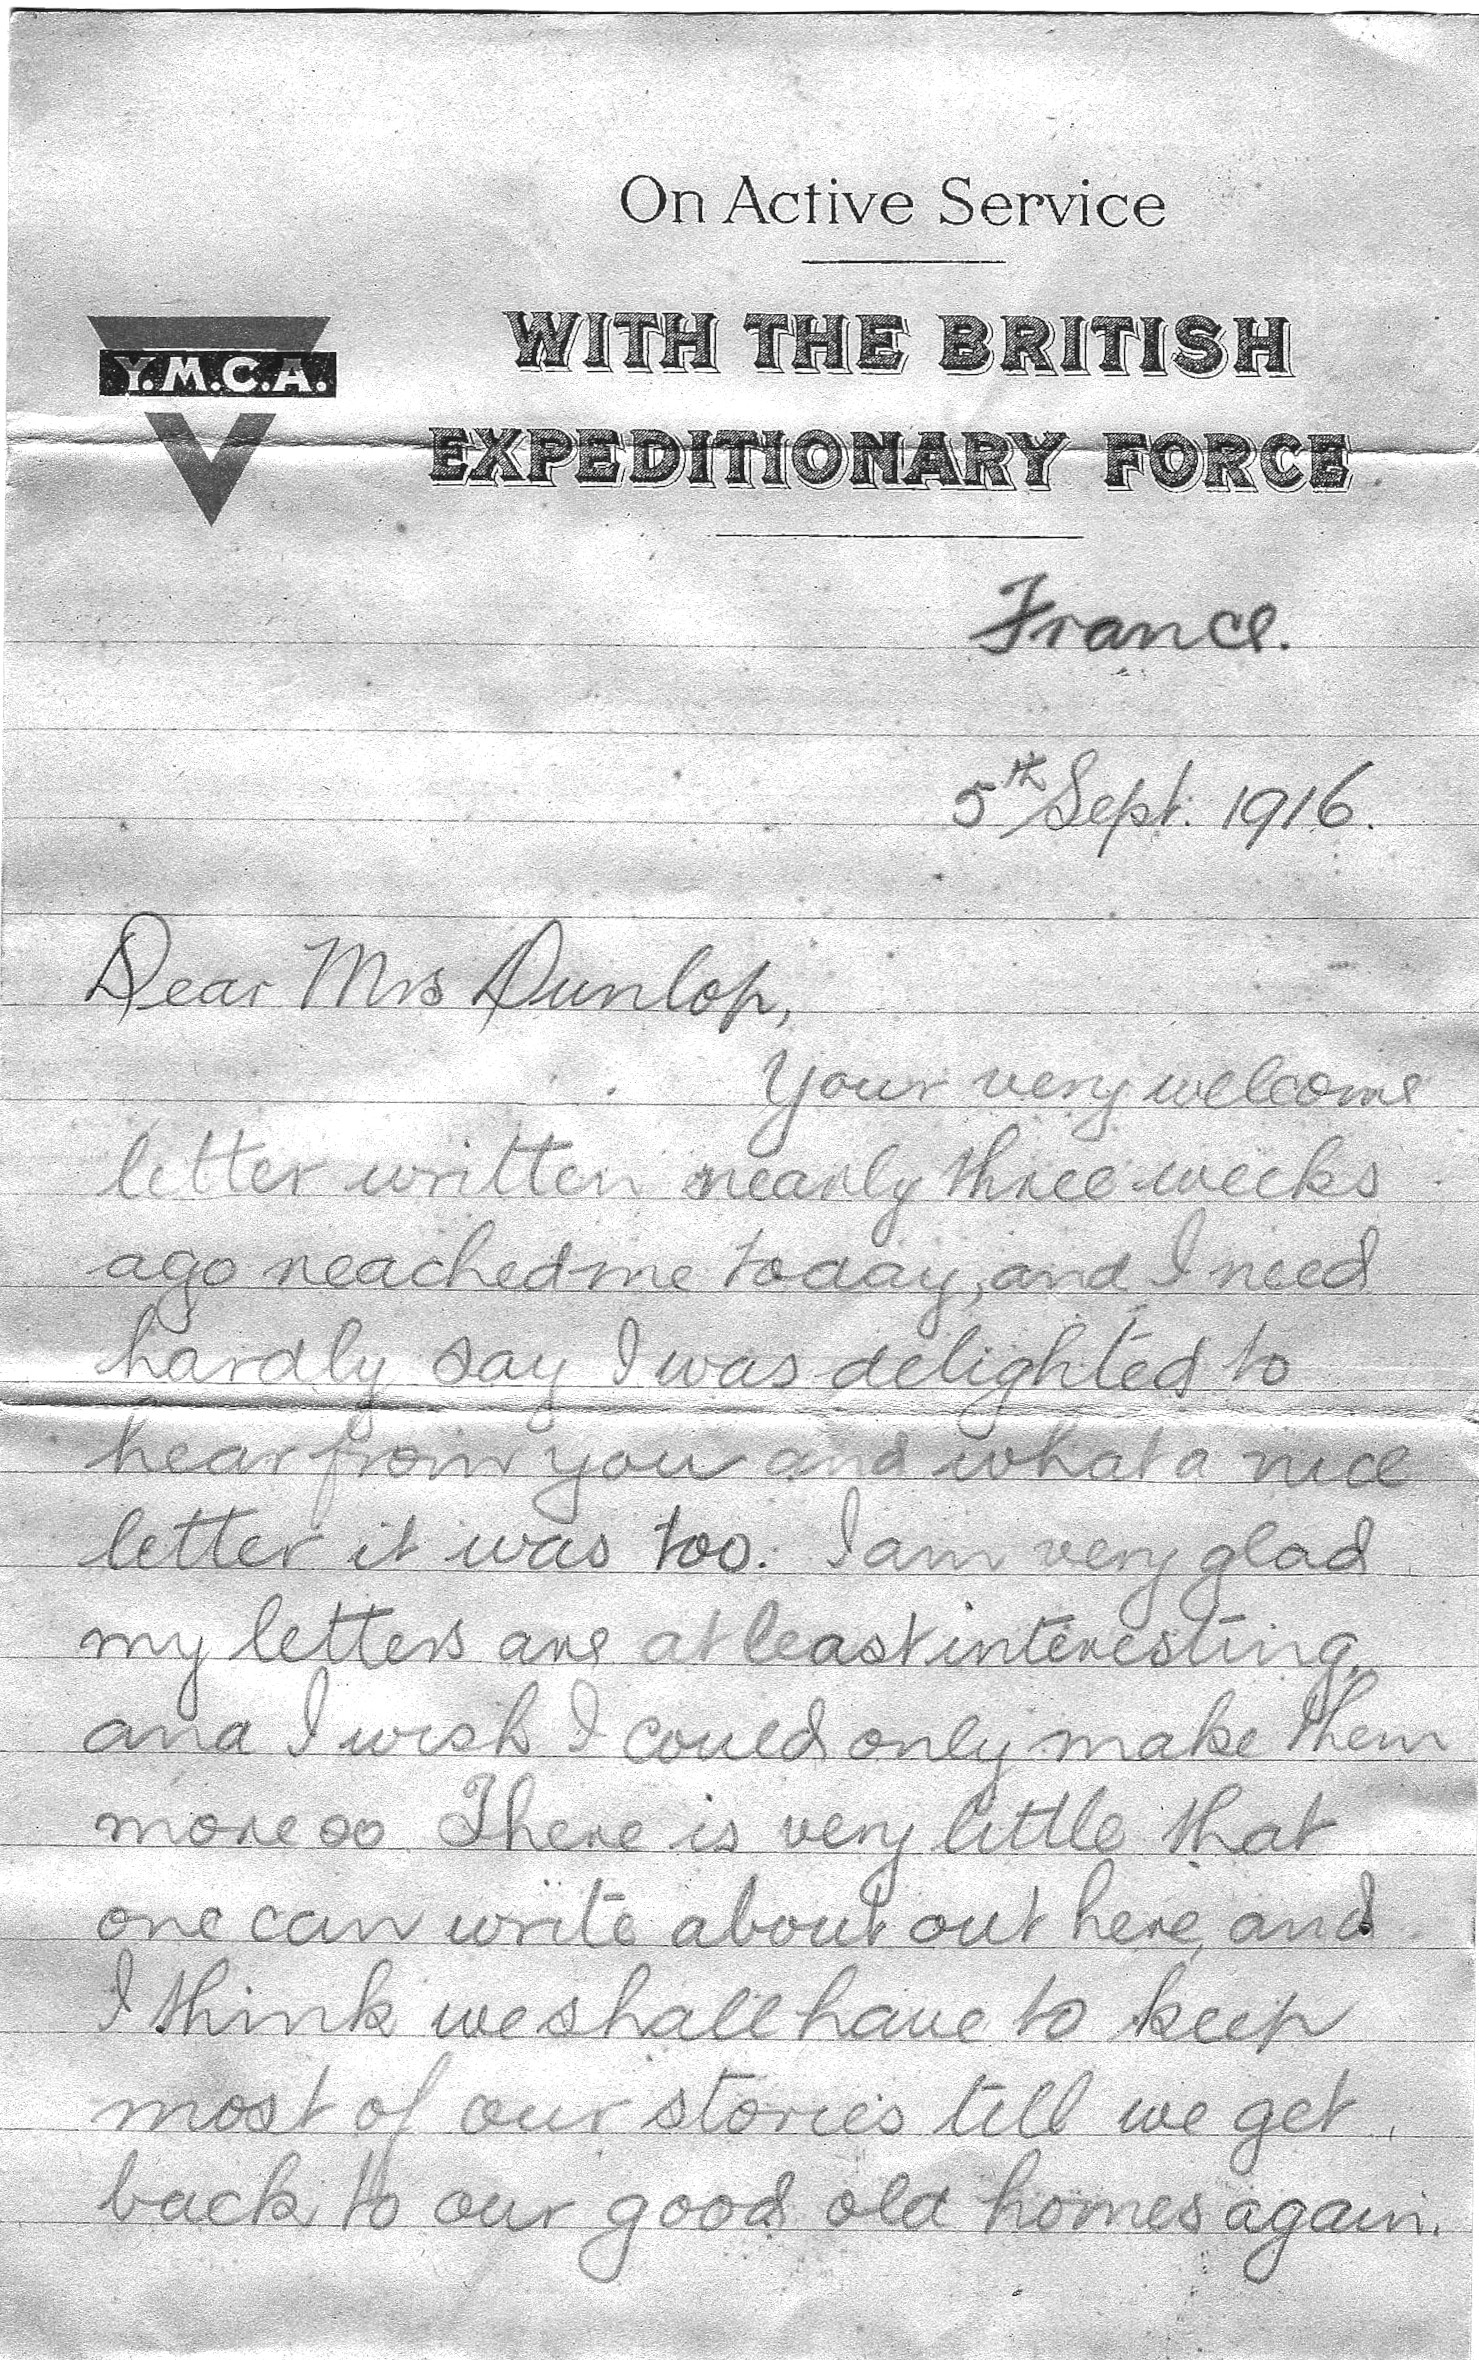 On Active Service
WITH THE BRITISH
Y.M.C.A.
EXPEDITIONARY FORCE
France.
5th Sept. 1916.
Dear Mrs Dunlop,
Your very welcome
letter written nearly three weeks
ago reached me today, and I need
hardly say I was delighted to
hear from you and what a nice
letter it was too. I am very glad
my letters are at least interesting,
and I wish I could only make them
more so. There is very little that
one can write about out here, and
I think we shall have to keep
most of our stories till we get
back to our good old homes again.